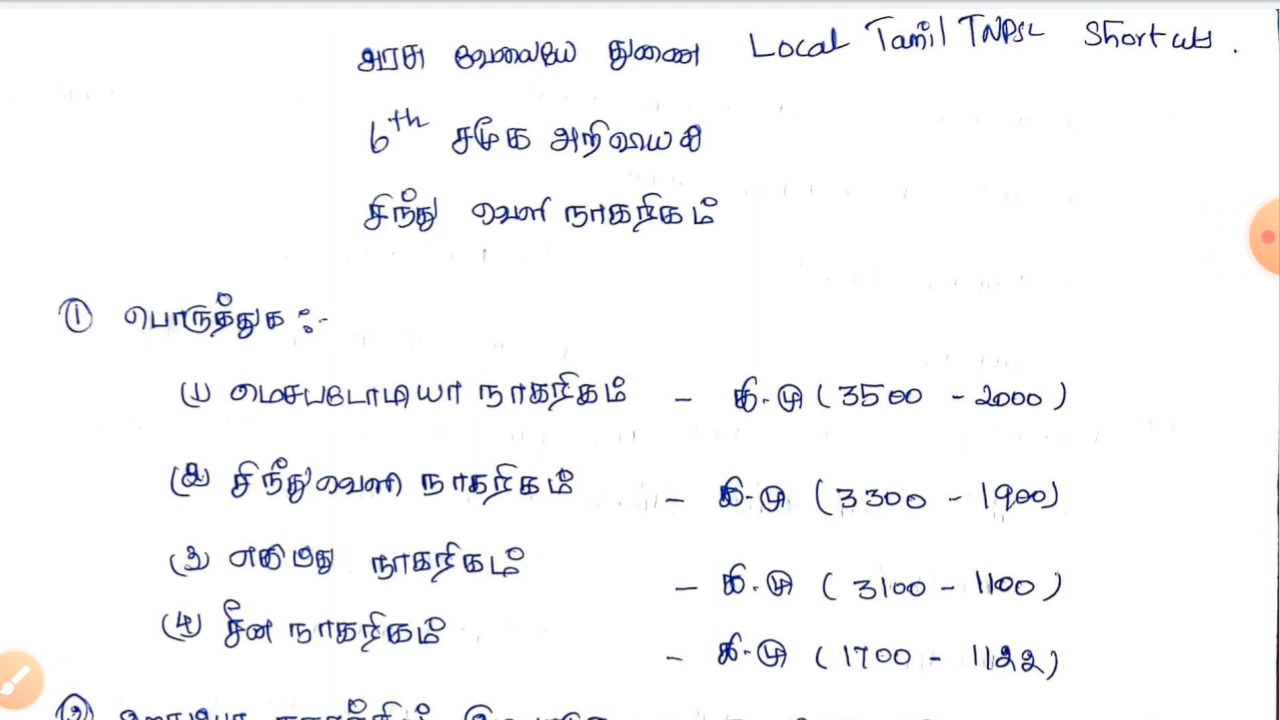 அரசு வேலையே துணை Local Tamil TNPSC Shortcuts .
6th சமூக அறிவியல்
சிந்து வெளி நாகரிகம்
① பொருத்துக :-
(1) மெசபடோமியா நாகரிகம் - கி.மு (3500 - 2000)
(2) சிந்துவெளி நாகரிகம் - கி.மு (3300 - 1900)
(3) எகிபது நாகரிகம் - கி.மு (3100 - 1100)
(4) சீன நாகரிகம் - கி.மு (1700 - 1122)